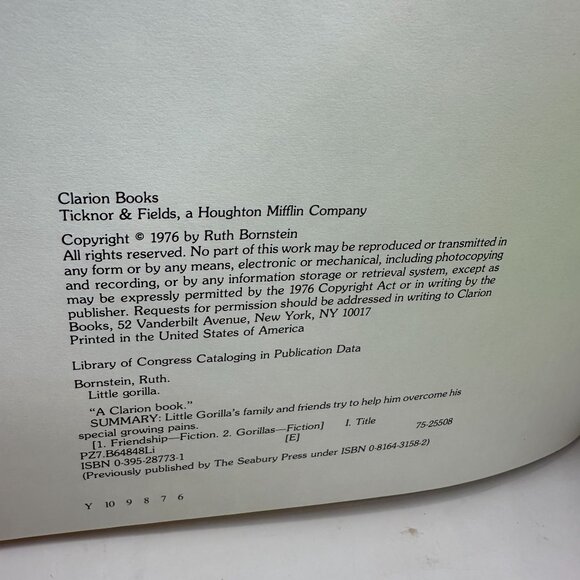 Clarion Books
Ticknor & Fields, a Houghton Mifflin Company
Copyright © 1976 by Ruth Bornstein
All rights reserved. No part of this work may be reproduced or transmitted in
any form or by any means, electronic or mechanical, including photocopying
and recording, or by any information storage or retrieval system, except as
may be expressly permitted by the 1976 Copyright Act or in writing by the
publisher. Requests for permission should be addressed in writing to Clarion
Books, 52 Vanderbilt Avenue, New York, NY 10017
Printed in the United States of America
Library of Congress Cataloging in Publication Data
Bornstein, Ruth.
Little gorilla.
"A Clarion book."
SUMMARY: Little Gorilla's family and friends try to help him overcome his
special growing pains.
[1. Friendship—Fiction. 2. Gorillas—Fiction] I. Title
PZ7.B64848Li [E] 75-25508
ISBN 0-395-28773-1
(Previously published by The Seabury Press under ISBN 0-8164-3158-2)
Y 10 9 8 7 6